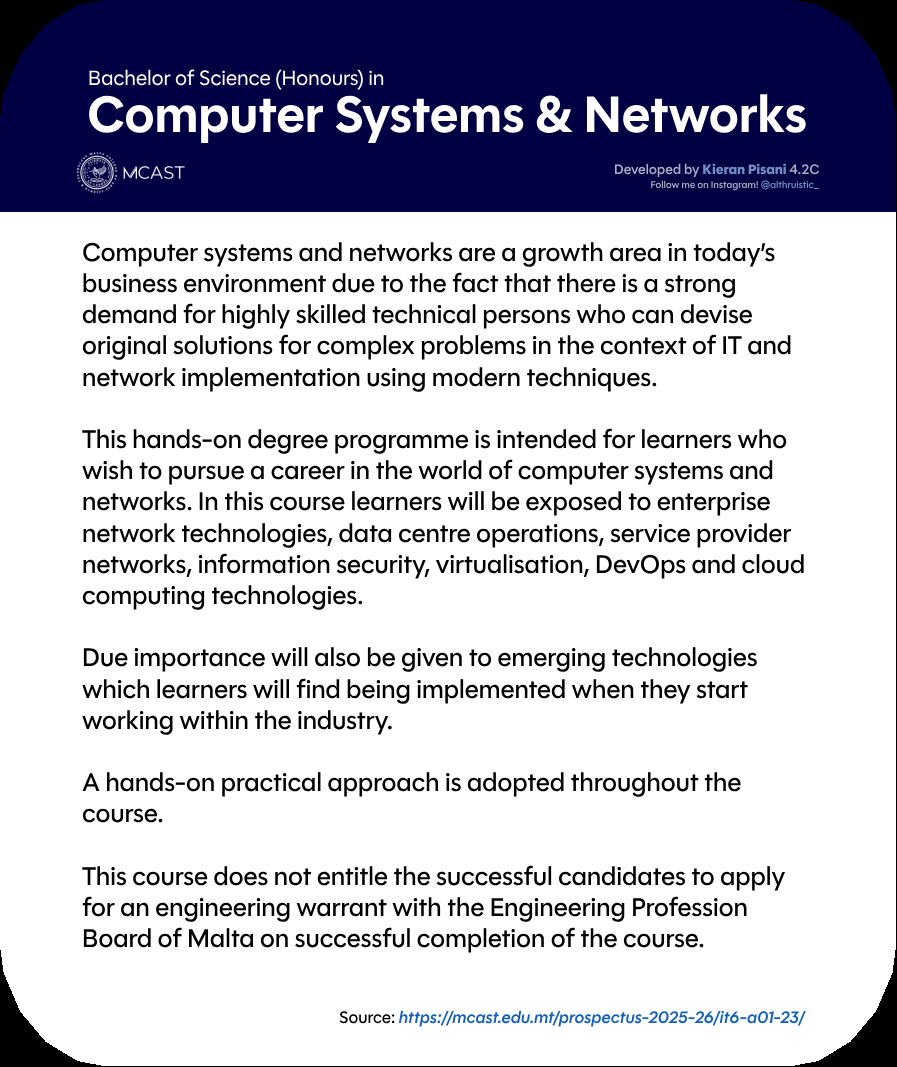 Bachelor of Science (Honours) in
Computer Systems & Networks
MCAST
Developed by Kieran Pisani 4.2C
Follow me on Instagram! @althruistic_
Computer systems and networks are a growth area in today's
business environment due to the fact that there is a strong
demand for highly skilled technical persons who can devise
original solutions for complex problems in the context of IT and
network implementation using modern techniques.
This hands-on degree programme is intended for learners who
wish to pursue a career in the world of computer systems and
networks. In this course learners will be exposed to enterprise
network technologies, data centre operations, service provider
networks, information security, virtualisation, DevOps and cloud
computing technologies.
Due importance will also be given to emerging technologies
which learners will find being implemented when they start
working within the industry.
A hands-on practical approach is adopted throughout the
course.
This course does not entitle the successful candidates to apply
for an engineering warrant with the Engineering Profession
Board of Malta on successful completion of the course.
Source: https://mcast.edu.mt/prospectus-2025-26/it6-a01-23/